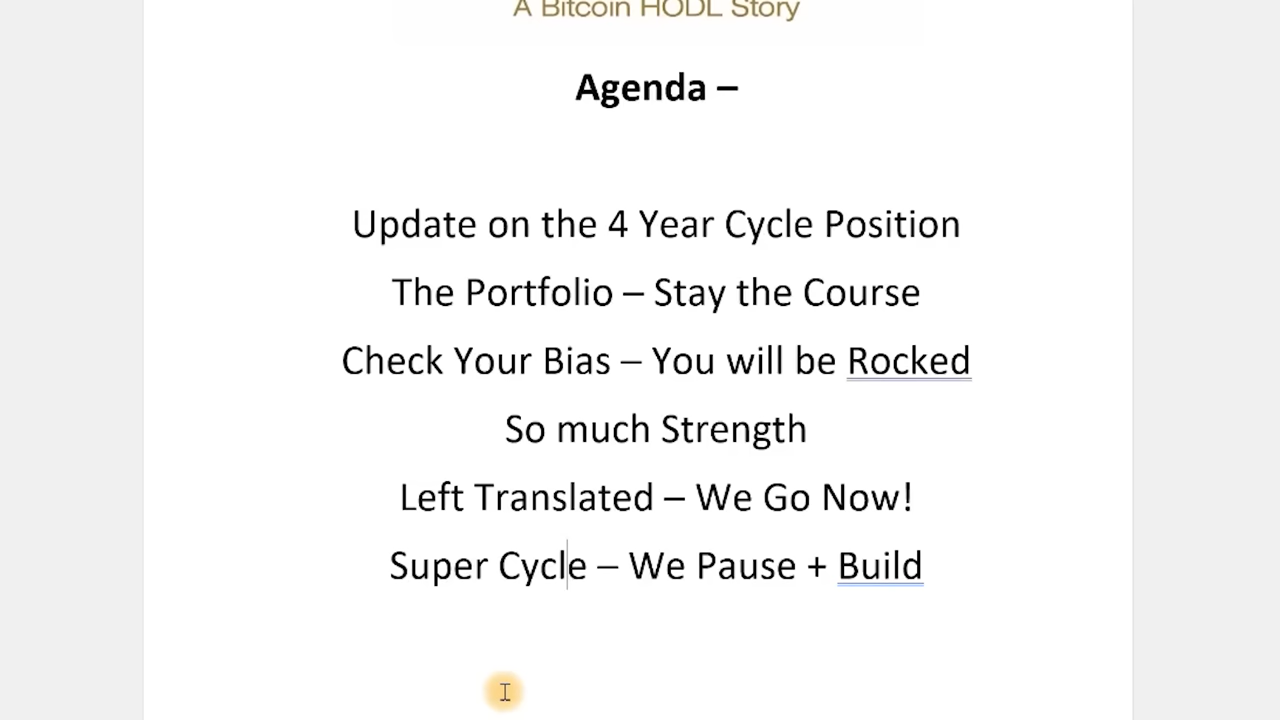 A Bitcoin HODL Story
Agenda –
Update on the 4 Year Cycle Position
The Portfolio – Stay the Course
Check Your Bias – You will be Rocked
So much Strength
Left Translated – We Go Now!
Super Cycle – We Pause + Build